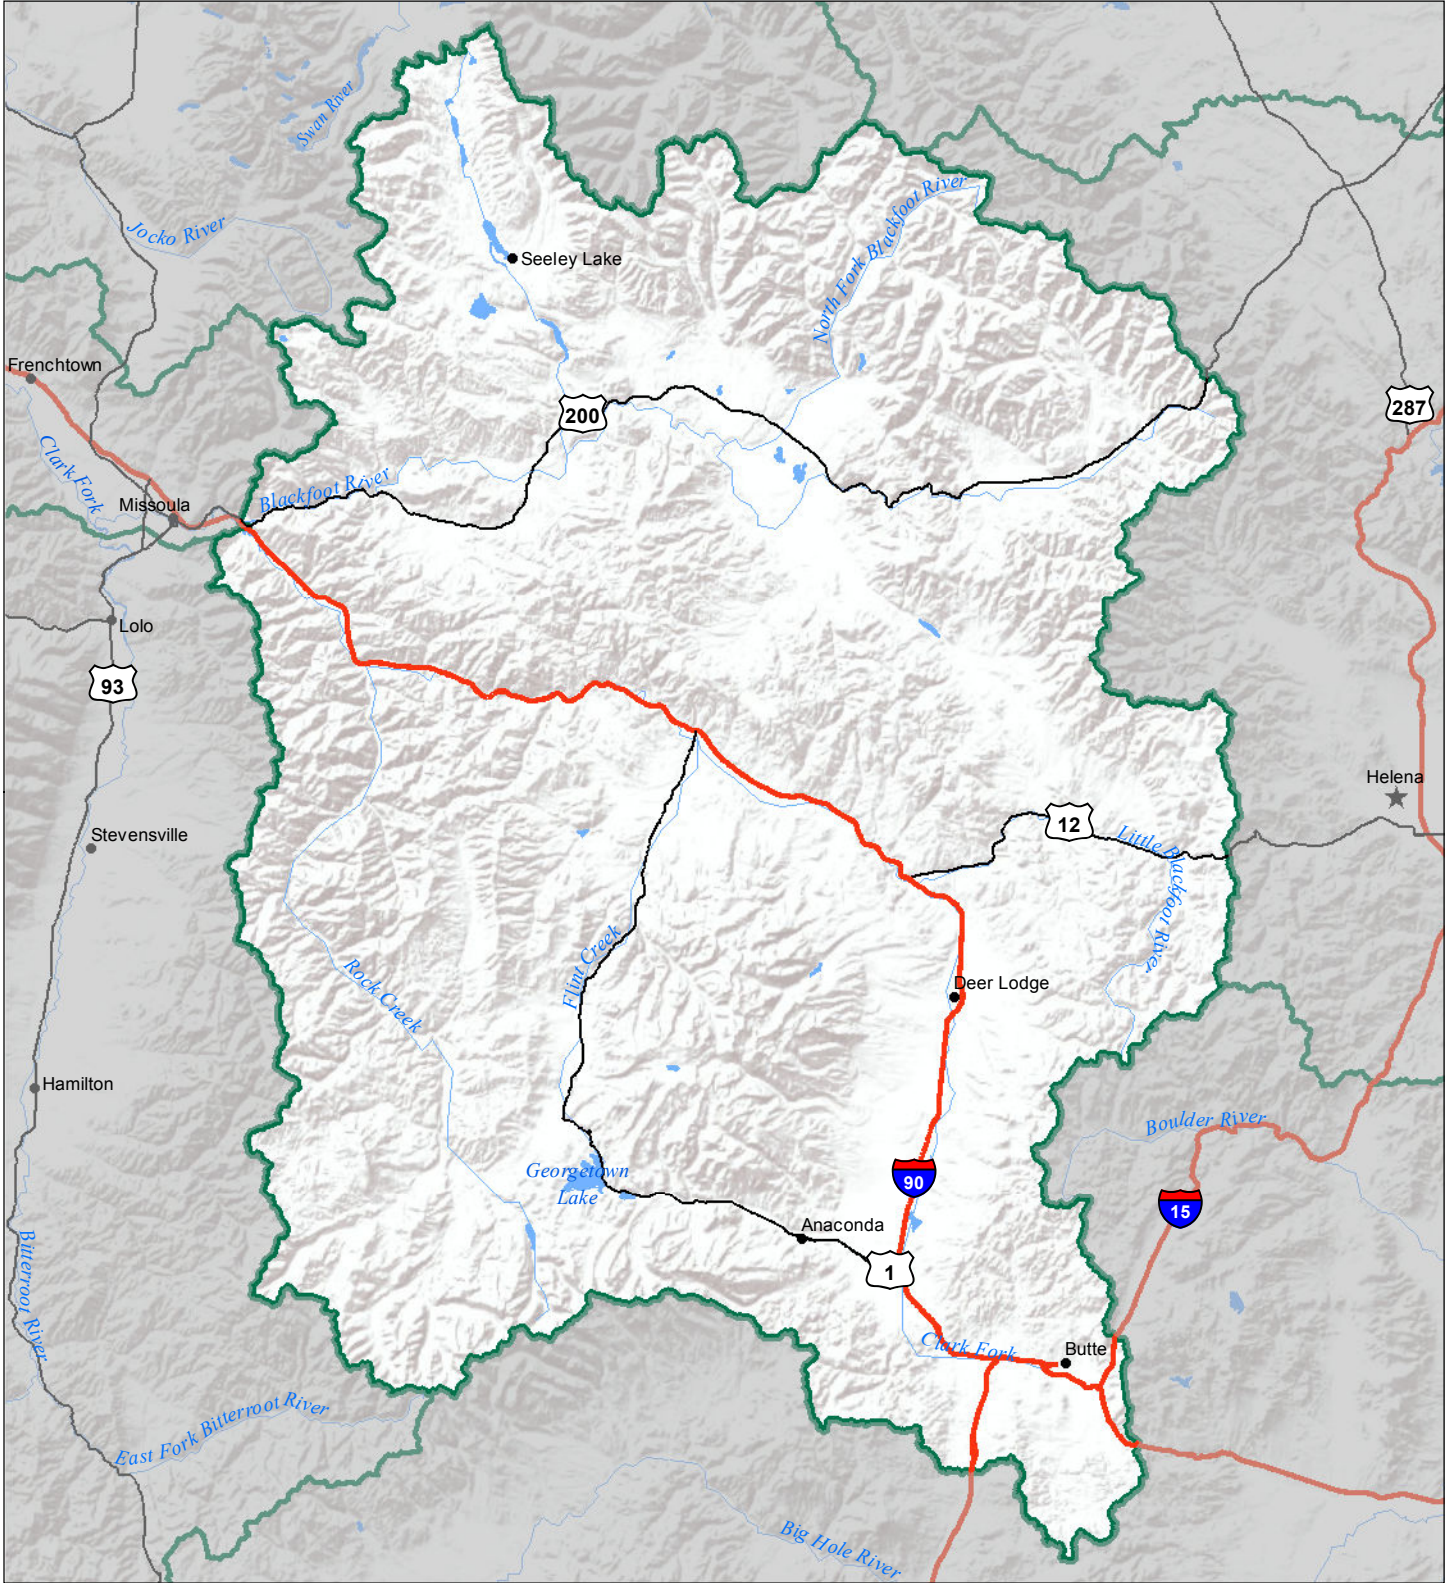 Swan River
North Fork Blackfoot River
Jocko River
Seeley Lake
Frenchtown
200
287
Clark Fork
Blackfoot River
Missoula
Lolo
93
Helena
12
Little Blackfoot River
Stevensville
Flint Creek
Rock Creek
Deer Lodge
Hamilton
Boulder River
Georgetown
Lake
90
15
Anaconda
1
Bitterroot River
Clark Fork
Butte
East Fork Bitterroot River
Big Hole River